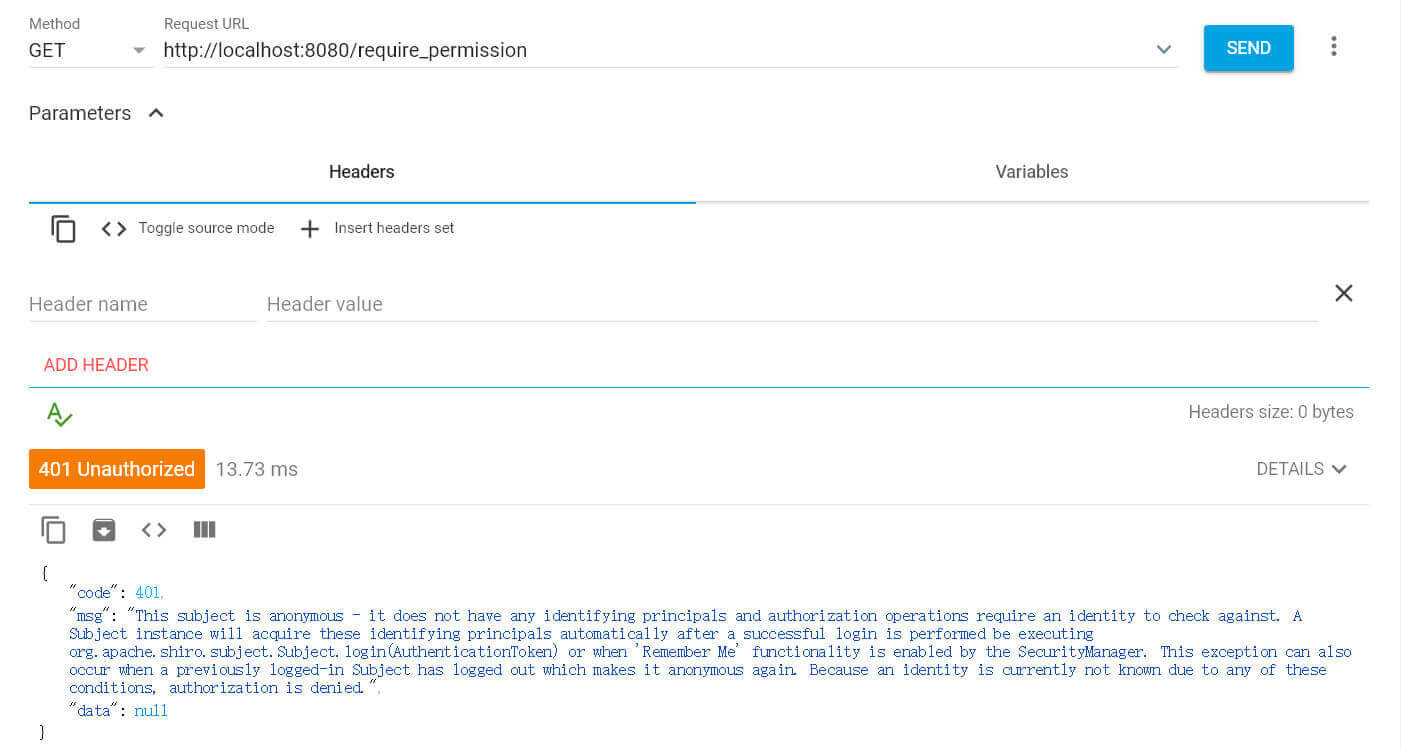 Method
Request URL
GET
http://localhost:8080/require_permission
SEND
Parameters
Headers
Variables
Toggle source mode
Insert headers set
Header name
Header value
ADD HEADER
Headers size: 0 bytes
401 Unauthorized
13.73 ms
DETAILS
{
"code": 401,
"msg": "This subject is anonymous - it does not have any identifying principals and authorization operations require an identity to check against. A
Subject instance will acquire these identifying principals automatically after a successful login is performed be executing
org.apache.shiro.subject.Subject.login(AuthenticationToken) or when 'Remember Me' functionality is enabled by the SecurityManager. This exception can also
occur when a previously logged-in Subject has logged out which makes it anonymous again. Because an identity is currently not known due to any of these
conditions, authorization is denied.",
"data": null
}